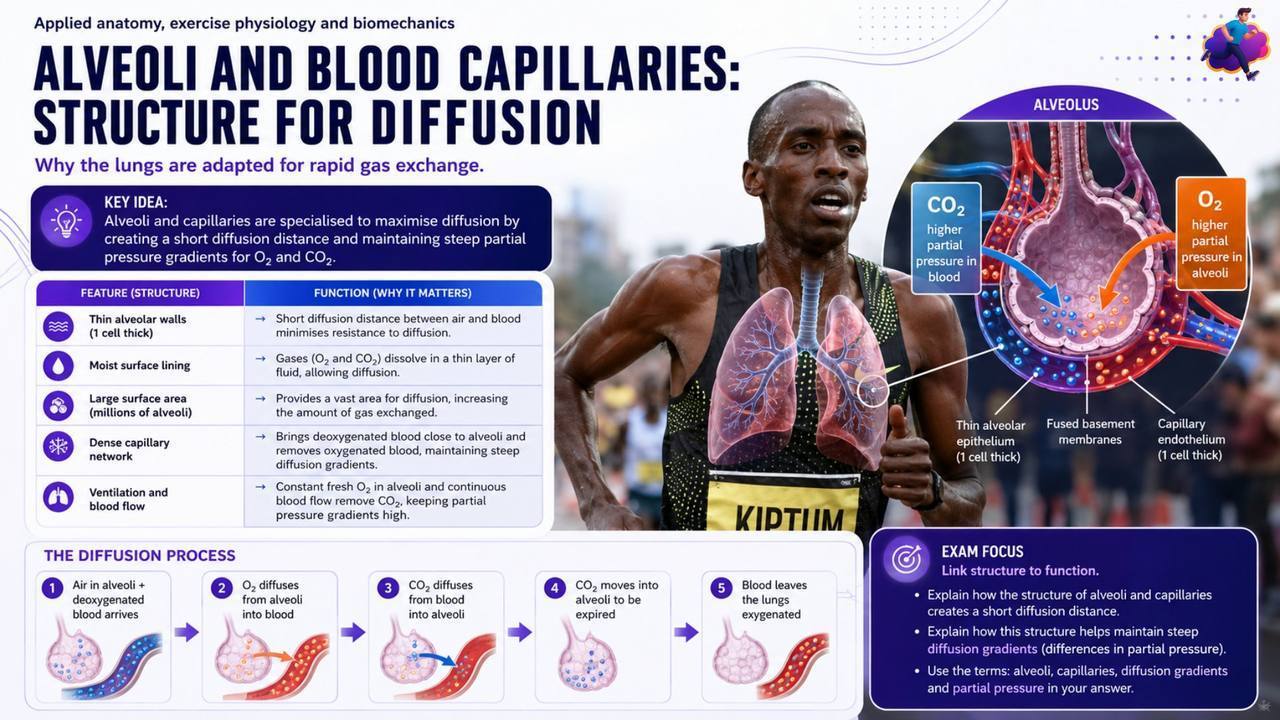 Applied anatomy, exercise physiology and biomechanics
ALVEOLI AND BLOOD CAPILLARIES:
STRUCTURE FOR DIFFUSION
Why the lungs are adapted for rapid gas exchange.
KEY IDEA:
Alveoli and capillaries are specialised to maximise diffusion by
creating a short diffusion distance and maintaining steep partial
pressure gradients for O₂ and CO₂.
FEATURE (STRUCTURE)
FUNCTION (WHY IT MATTERS)
Thin alveolar walls
(1 cell thick)
→ Short diffusion distance between air and blood
minimises resistance to diffusion.
Moist surface lining
→ Gases (O₂ and CO₂) dissolve in a thin layer of
fluid, allowing diffusion.
Large surface area
(millions of alveoli)
→ Provides a vast area for diffusion, increasing
the amount of gas exchanged.
Dense capillary
network
→ Brings deoxygenated blood close to alveoli and
removes oxygenated blood, maintaining steep
diffusion gradients.
Ventilation and
blood flow
→ Constant fresh O₂ in alveoli and continuous
blood flow remove CO₂, keeping partial
pressure gradients high.
ALVEOLUS
CO₂
higher
partial
pressure in
blood
O₂
higher
partial
pressure in
alveoli
Thin alveolar
epithelium
(1 cell thick)
Fused basement
membranes
Capillary
endothelium
(1 cell thick)
KIPTUM
THE DIFFUSION PROCESS
1
Air in alveoli +
deoxygenated
blood arrives
2
O₂ diffuses
from alveoli
into blood
3
CO₂ diffuses
from blood
into alveoli
4
CO₂ moves into
alveoli to be
expired
5
Blood leaves
the lungs
exygenated
EXAM FOCUS
Link structure to function.
• Explain how the structure of alveoli and capillaries
creates a short diffusion distance.
• Explain how this structure helps maintain steep
diffusion gradients (differences in partial pressure).
• Use the terms: alveoli, capillaries, diffusion gradients
and partial pressure in your answer.